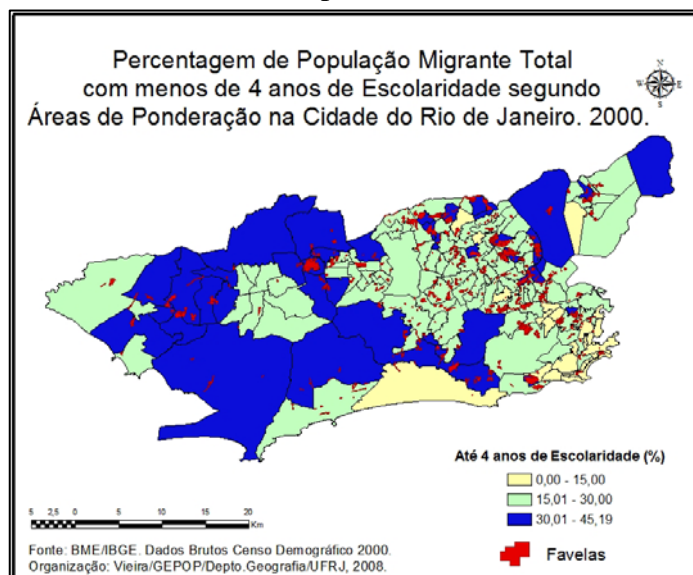 Percentagem de População Migrante Total
com menos de 4 anos de Escolaridade segundo
Áreas de Ponderação na Cidade do Rio de Janeiro. 2000.
N
W E
S
Até 4 anos de Escolaridade (%)
0,00 - 15,00
15,01 - 30,00
30,01 - 45,19
Favelas
5 2,5 0 5 10 15 20
Km
Fonte: BME/IBGE. Dados Brutos Censo Demográfico 2000.
Organização: Vieira/GEPOP/Depto.Geografia/UFRJ, 2008.